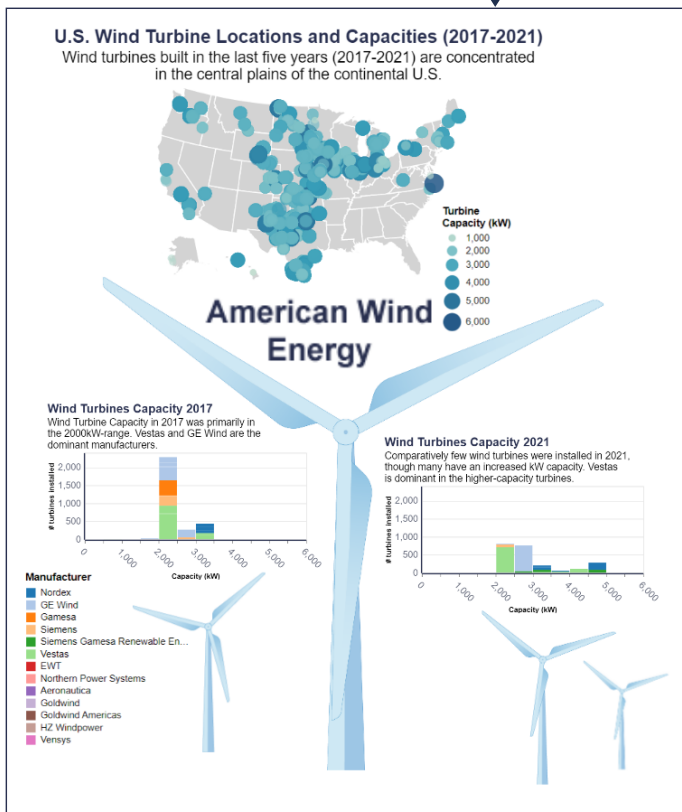 U.S. Wind Turbine Locations and Capacities (2017-2021)
Wind turbines built in the last five years (2017-2021) are concentrated
in the central plains of the continental U.S.
Turbine
Capacity (kW)
1,000
2,000
3,000
4,000
5,000
6,000
American Wind
Energy
Wind Turbines Capacity 2017
Wind Turbine Capacity in 2017 was primarily in
the 2000kW-range. Vestas and GE Wind are the
dominant manufacturers.
# turbines installed
2,000
1,500
1,000
500
0
0
1,000
2,000
3,000
4,000
5,000
6,000
Capacity (kW)
Wind Turbines Capacity 2021
Comparatively few wind turbines were installed in 2021,
though many have an increased kW capacity. Vestas
is dominant in the higher-capacity turbines.
# turbines installed
2,000
1,500
1,000
500
0
0
1,000
2,000
3,000
4,000
5,000
6,000
Capacity (kW)
Manufacturer
Nordex
GE Wind
Gamesa
Siemens
Siemens Gamesa Renewable En...
Vestas
EWT
Northern Power Systems
Aeronautica
Goldwind
Goldwind Americas
HZ Windpower
Vensys